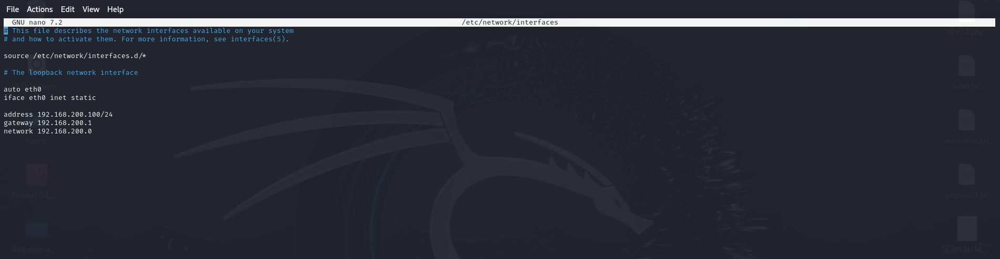 File Actions Edit View Help
GNU nano 7.2 /etc/network/interfaces
# This file describes the network interfaces available on your system
# and how to activate them. For more information, see interfaces(5).
source /etc/network/interfaces.d/*
# The loopback network interface
auto eth0
iface eth0 inet static
address 192.168.200.100/24
gateway 192.168.200.1
network 192.168.200.0
File System
Home
Nessus-10....
liste pass u...
shell3.php
hash.txt
username.txt
password.txt
SCAN SU M...